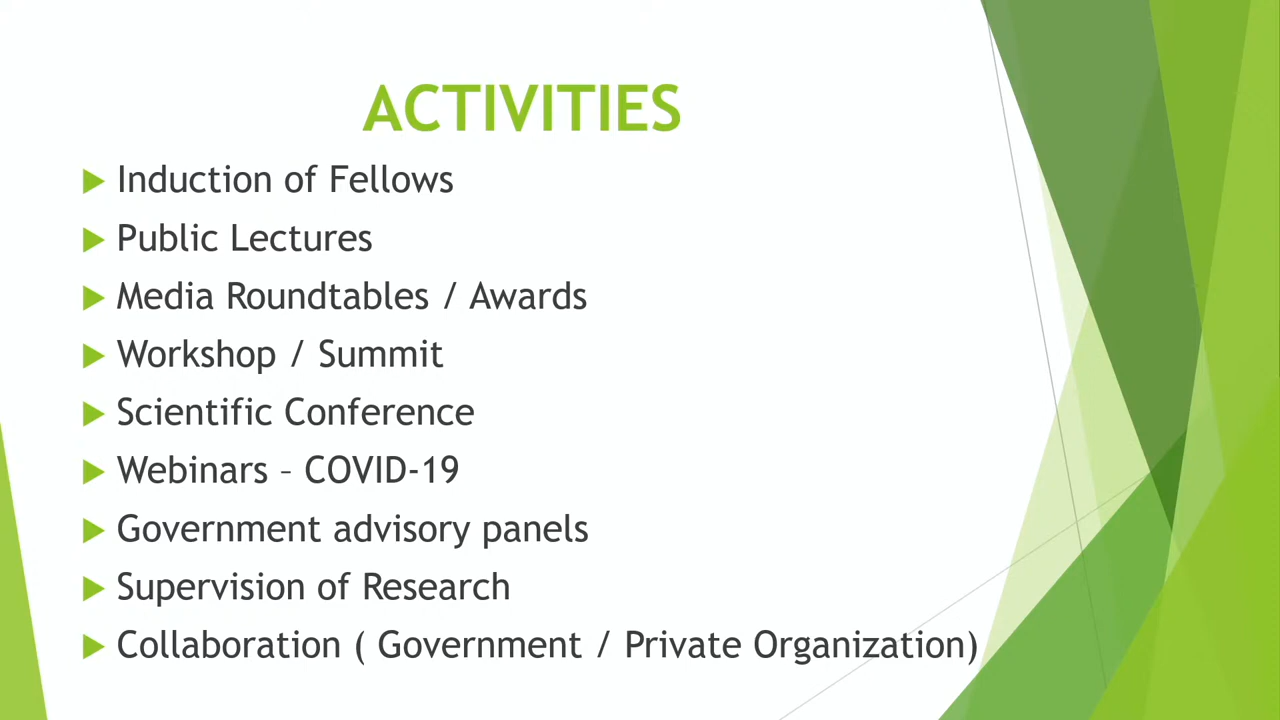 ACTIVITIES
Induction of Fellows
Public Lectures
Media Roundtables / Awards
Workshop / Summit
Scientific Conference
Webinars – COVID-19
Government advisory panels
Supervision of Research
Collaboration ( Government / Private Organization)